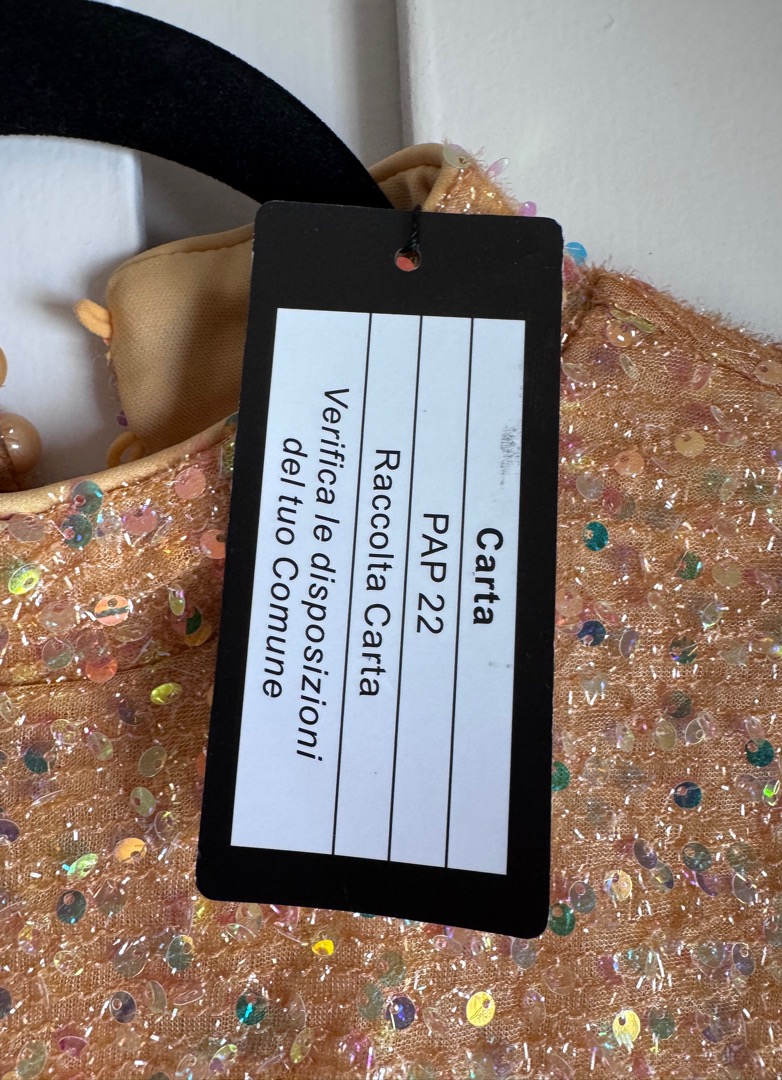 Carta
PAP 22
Raccolta Carta
Verifica le disposizioni
del tuo Comune